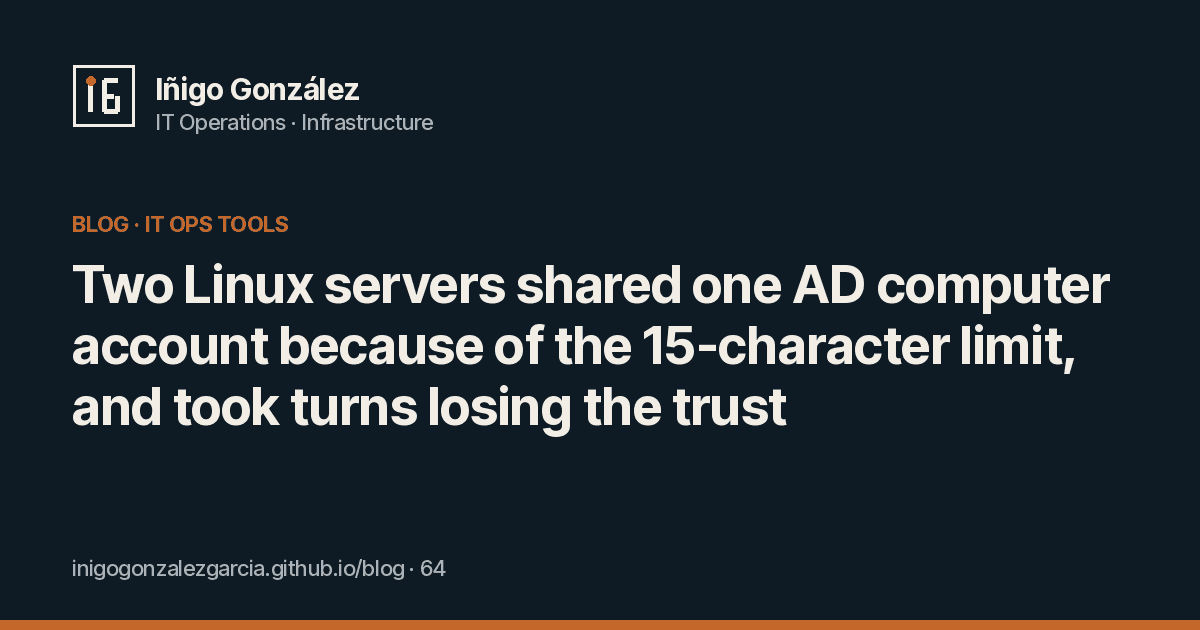 iG
Iñigo González
IT Operations · Infrastructure
BLOG · IT OPS TOOLS
Two Linux servers shared one AD computer
account because of the 15-character limit,
and took turns losing the trust
inigogonzalezgarcia.github.io/blog · 64